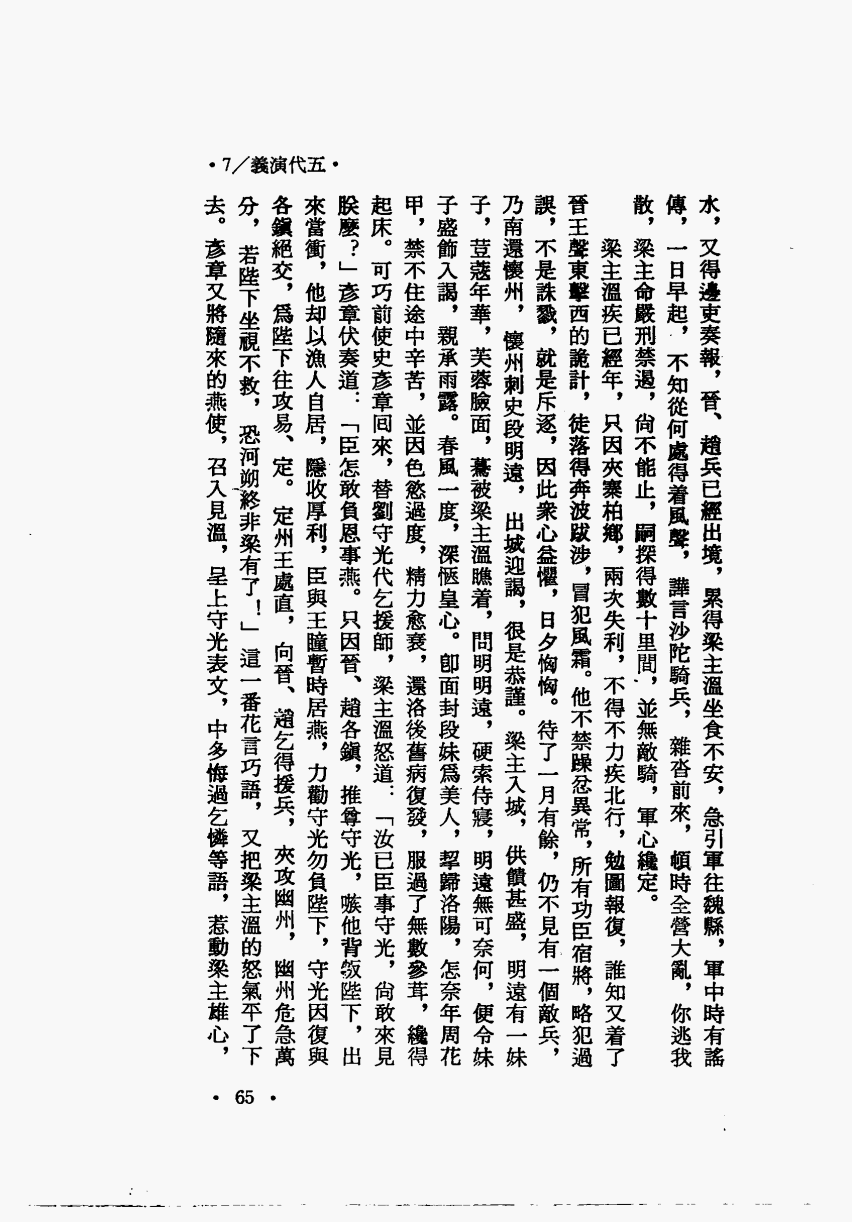 •7／義演代五•
水，又得邊吏奏報，晉、趙兵已經出境，累得梁主溫坐食不安，急引軍往魏縣，軍中時有謠
傳，一日早起，不知從何處得着風聲，譁言沙陀騎兵，雜沓前來，頓時全營大亂，你逃我
散，梁主命嚴刑禁遏，尙不能止，嗣探得數十里間，並無敵騎，軍心纔定。
梁主溫疾已經年，只因夾寨柏鄉，兩次失利，不得不力疾北行，勉圖報復，誰知又着了
晉王聲東擊西的詭計，徒落得奔波跋涉，冒犯風霜。他不禁躁忿異常，所有功臣宿將，略犯過
誤，不是誅戮，就是斥逐，因此衆心益懼，日夕恟恟。待了一月有餘，仍不見有一個敵兵，
乃南還懷州，懷州刺史段明遠，出城迎謁，很是恭謹。梁主入城，供饋甚盛，明遠有一妹
子，荳蔻年華，芙蓉臉面，驀被梁主溫瞧着，問明明遠，硬索侍寢，明遠無可奈何，便令妹
子盛飾入謁，親承雨露。春風一度，深愜皇心。卽面封段妹爲美人，挈歸洛陽，怎奈年周花
甲，禁不住途中辛苦，並因色慾過度，精力愈衰，還洛後舊病復發，服過了無數參茸，纔得
起床。可巧前使史彥章回來，替劉守光代乞援師，梁主溫怒道：「汝已臣事守光，尙敢來見
朕麼？」彥章伏奏道：「臣怎敢負恩事燕。只因晉、趙各鎭，推尊守光，嗾他背叛陛下，出
來當衝，他却以漁人自居，隱收厚利，臣與王瞳暫時居燕，力勸守光勿負陛下，守光因復與
各鎭絕交，爲陛下往攻易、定。定州王處直，向晉、趙乞得援兵，夾攻幽州，幽州危急萬
分，若陛下坐視不救，恐河朔終非梁有了！」這一番花言巧語，又把梁主溫的怒氣平了下
去。彥章又將隨來的燕使，召入見溫，呈上守光表文，中多悔過乞憐等語，惹動梁主雄心，
• 65 •